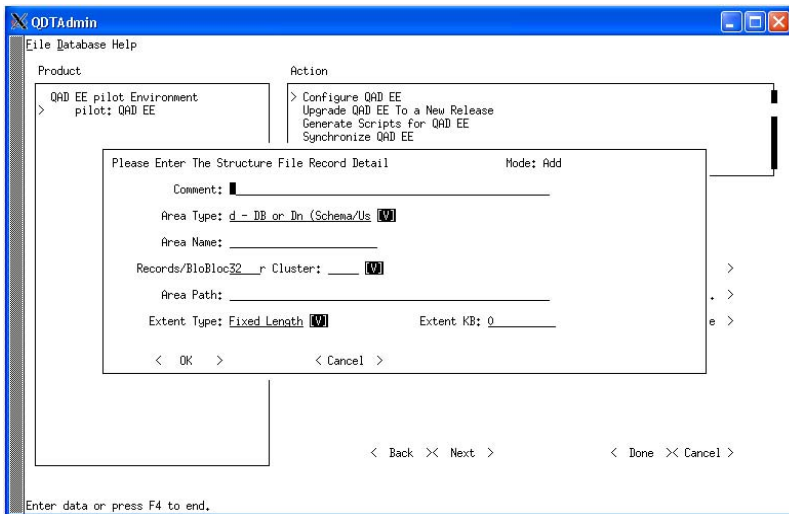 QDTAdmin
File Database Help
Product Action
QAD EE pilot Environment
> pilot: QAD EE
> Configure QAD EE
Upgrade QAD EE To a New Release
Generate Scripts for QAD EE
Synchronize QAD EE
Please Enter The Structure File Record Detail Mode: Add
Comment:
Area Type: d - DB or Dn (Schema/Us [V]
Area Name:
Records/BloBloc32 r Cluster: [V]
>
Area Path:
. >
Extent Type: Fixed Length [V] Extent KB: 0
e >
< OK > < Cancel >
< Back >< Next > < Done >< Cancel >
Enter data or press F4 to end.